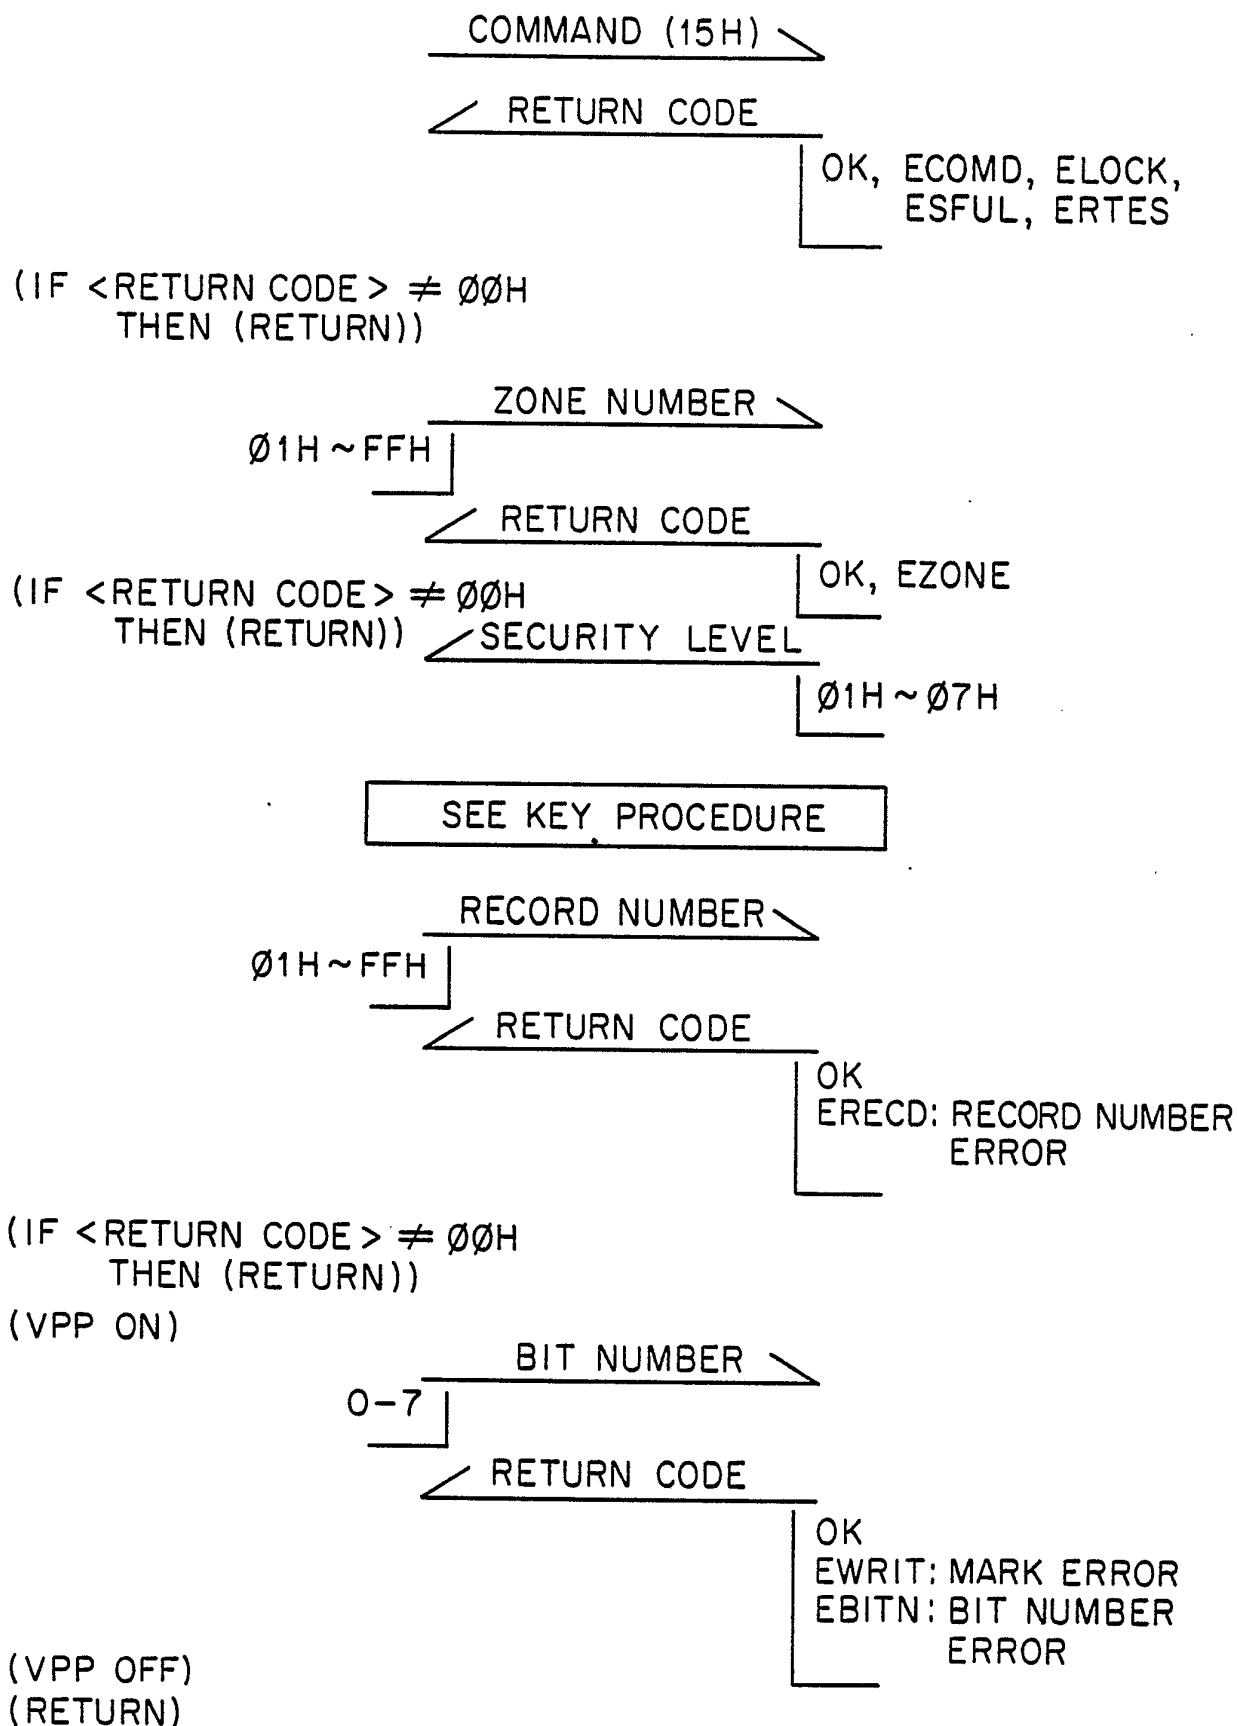 COMMAND (15H)
RETURN CODE
OK, ECOMD, ELOCK,
ESFUL, ERTES
(IF <RETURN CODE> ≠ ØØH
THEN (RETURN))
ZONE NUMBER
Ø1H~FFH
RETURN CODE
OK, EZONE
(IF <RETURN CODE> ≠ ØØH
THEN (RETURN))
SECURITY LEVEL
Ø1H~Ø7H
SEE KEY PROCEDURE
RECORD NUMBER
Ø1H~FFH
RETURN CODE
OK
ERECD: RECORD NUMBER
ERROR
(IF <RETURN CODE> ≠ ØØH
THEN (RETURN))
(VPP ON)
BIT NUMBER
0-7
RETURN CODE
OK
EWRIT: MARK ERROR
EBITN: BIT NUMBER
ERROR
(VPP OFF)
(RETURN)